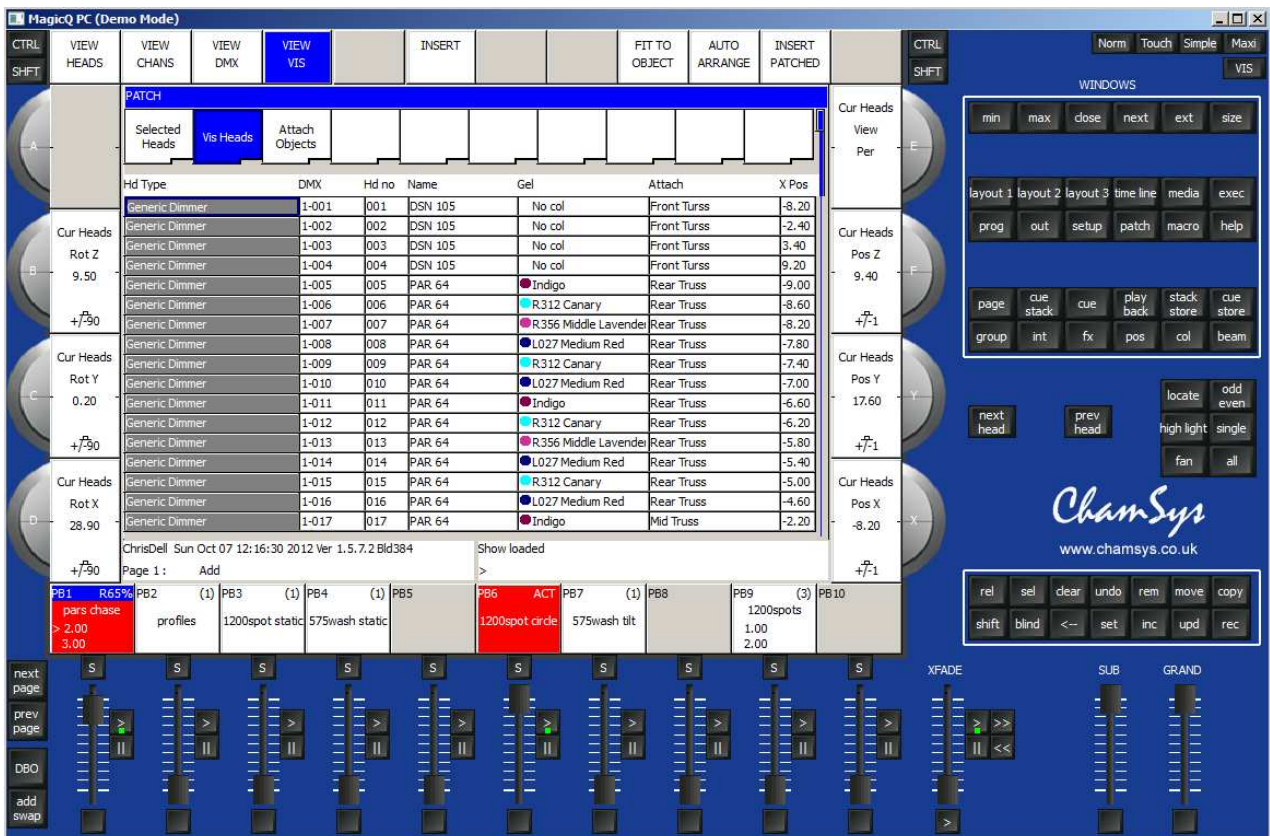 MagicQ PC (Demo Mode)
CTRL
SHFT
VIEW HEADS
VIEW CHANS
VIEW DMX
VIEW VIS
INSERT
FIT TO OBJECT
AUTO ARRANGE
INSERT PATCHED
CTRL
SHFT
Norm Touch Simple Maxi
VIS
PATCH
Selected Heads
Vis Heads
Attach Objects
Hd Type DMX Hd no Name Gel Attach X Pos
Generic Dimmer 1-001 001 DSN 105 No col Front Turss -8.20
Generic Dimmer 1-002 002 DSN 105 No col Front Turss -2.40
Generic Dimmer 1-003 003 DSN 105 No col Front Turss 3.40
Generic Dimmer 1-004 004 DSN 105 No col Front Turss 9.20
Generic Dimmer 1-005 005 PAR 64 Indigo Rear Truss -9.00
Generic Dimmer 1-006 006 PAR 64 R312 Canary Rear Truss -8.60
Generic Dimmer 1-007 007 PAR 64 R356 Middle Lavender Rear Truss -8.20
Generic Dimmer 1-008 008 PAR 64 L027 Medium Red Rear Truss -7.80
Generic Dimmer 1-009 009 PAR 64 R312 Canary Rear Truss -7.40
Generic Dimmer 1-010 010 PAR 64 L027 Medium Red Rear Truss -7.00
Generic Dimmer 1-011 011 PAR 64 Indigo Rear Truss -6.60
Generic Dimmer 1-012 012 PAR 64 R312 Canary Rear Truss -6.20
Generic Dimmer 1-013 013 PAR 64 R356 Middle Lavender Rear Truss -5.80
Generic Dimmer 1-014 014 PAR 64 L027 Medium Red Rear Truss -5.40
Generic Dimmer 1-015 015 PAR 64 R312 Canary Rear Truss -5.00
Generic Dimmer 1-016 016 PAR 64 L027 Medium Red Rear Truss -4.60
Generic Dimmer 1-017 017 PAR 64 Indigo Mid Truss -2.20
ChrisDell Sun Oct 07 12:16:30 2012 Ver 1.5.7.2 Bld384
Page 1 : Add
Show loaded
>
A
B
C
D
Cur Heads
Rot Z
9.50
+/-90
Cur Heads
Rot Y
0.20
+/-90
Cur Heads
Rot X
28.90
+/-90
Cur Heads
View
Per
Cur Heads
Pos Z
9.40
+/-1
Cur Heads
Pos Y
17.60
+/-1
Cur Heads
Pos X
-8.20
+/-1
E
F
Y
X
WINDOWS
min max close next ext size
layout 1 layout 2 layout 3 time line media exec
prog out setup patch macro help
page cue stack cue play back stack store cue store
group int fx pos col beam
next head
prev head
locate odd even
high light single
fan all
ChamSys
www.chamsys.co.uk
rel sel clear undo rem move copy
shift blind <-- set inc upd rec
PB1 R65%
pars chase
> 2.00
3.00
PB2 (1)
profiles
PB3 (1)
1200spot static
PB4 (1)
575wash static
PB5
PB6 ACT
1200spot circle
PB7 (1)
575wash tilt
PB8
PB9 (3)
1200spots
1.00
2.00
PB10
next page
prev page
DBO
add swap
S S S S S S S S S S
XFADE
SUB
GRAND
> > > > > > > > > > > >>
II II II II II II II II II II II <<
>